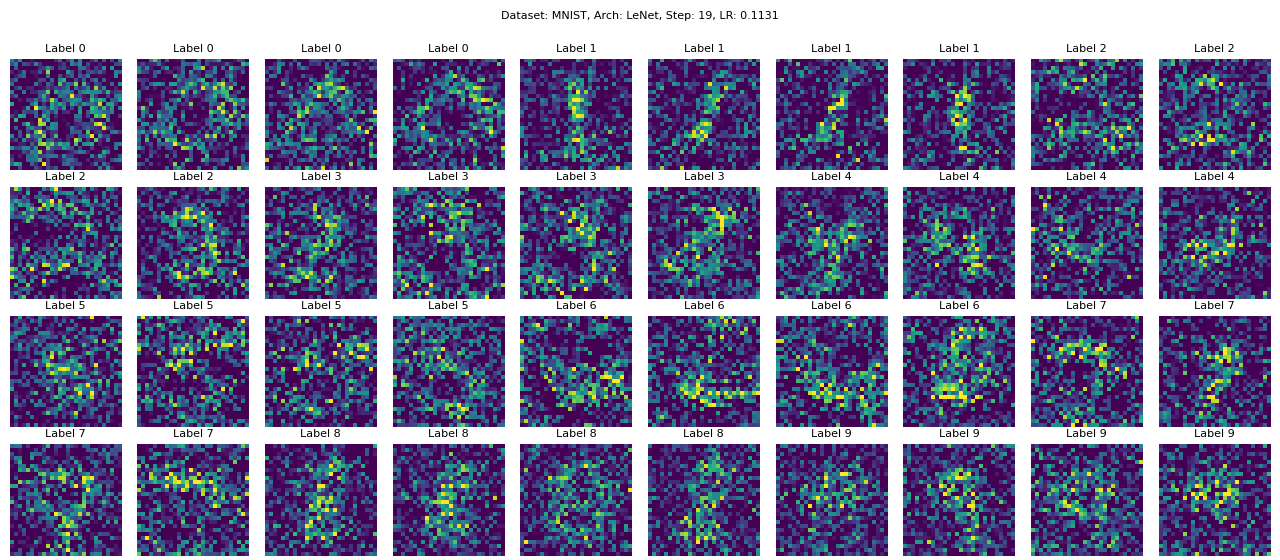 Dataset: MNIST, Arch: LeNet, Step: 19, LR: 0.1131
Label 0 Label 0 Label 0 Label 0 Label 1 Label 1 Label 1 Label 1 Label 2 Label 2
Label 2 Label 2 Label 3 Label 3 Label 3 Label 3 Label 4 Label 4 Label 4 Label 4
Label 5 Label 5 Label 5 Label 5 Label 6 Label 6 Label 6 Label 6 Label 7 Label 7
Label 7 Label 7 Label 8 Label 8 Label 8 Label 8 Label 9 Label 9 Label 9 Label 9